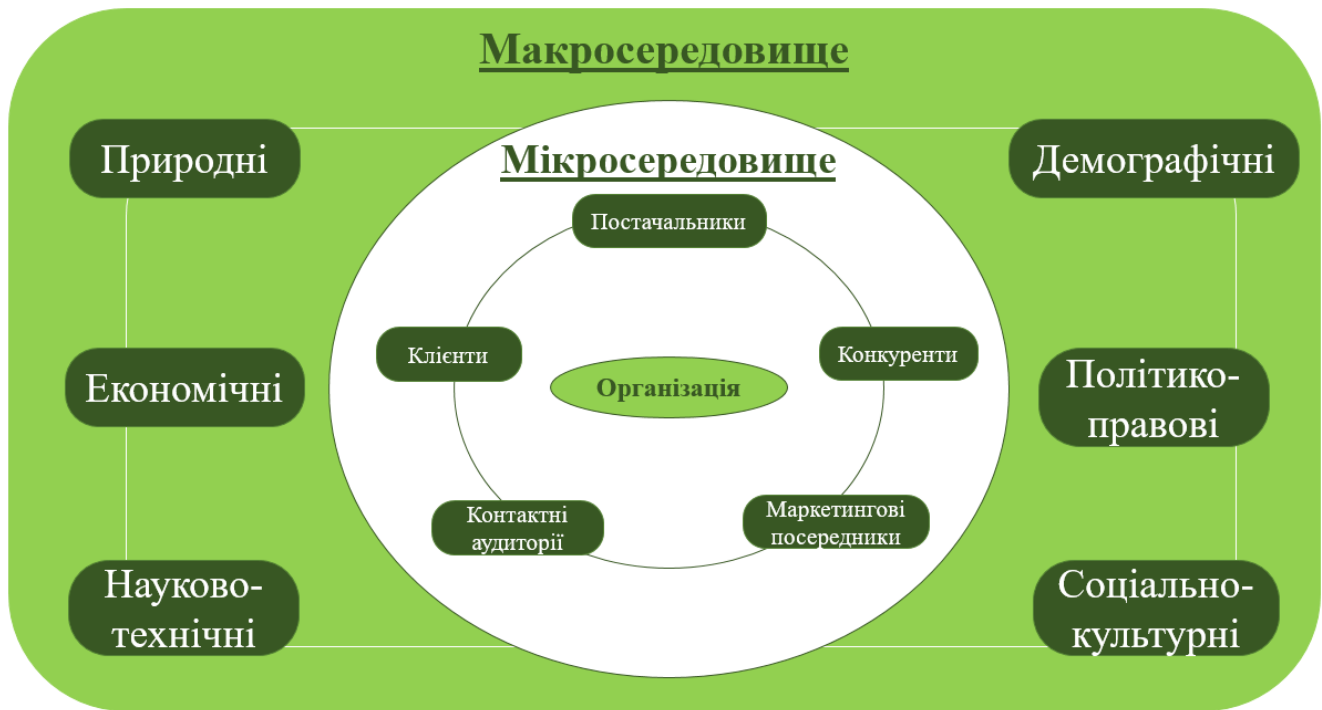 Макросередовище
Природні
Демографічні
Мікросередовище
Постачальники
Клієнти
Конкуренти
Організація
Економічні
Політико-
правові
Контактні
аудиторії
Маркетингові
посередники
Науково-
технічні
Соціально-
культурні